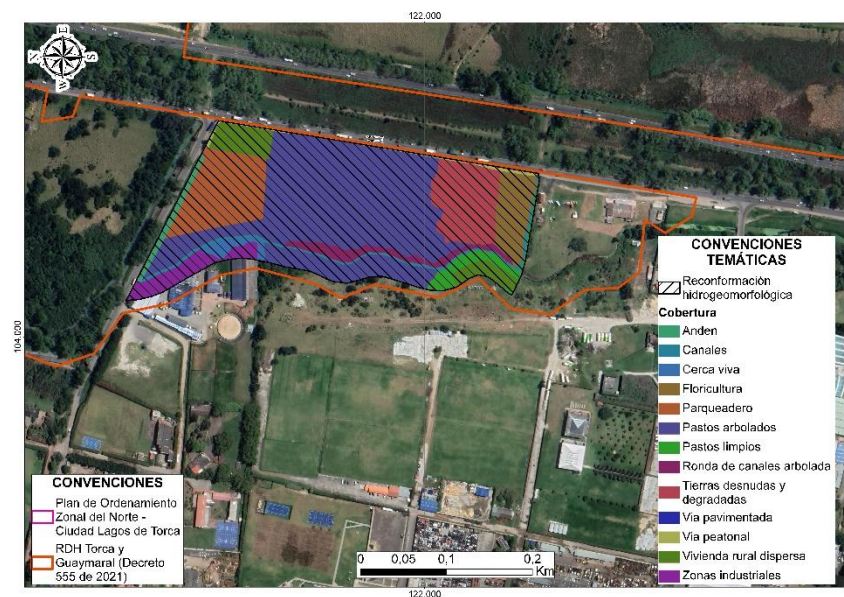 122.000
N
E
S
W
104.000
CONVENCIONES
TEMÁTICAS
Reconformación
hidrogeomorfológica
Cobertura
Anden
Canales
Cerca viva
Floricultura
Parqueadero
Pastos arbolados
Pastos limpios
Ronda de canales arbolada
Tierras desnudas y
degradadas
Via pavimentada
Via peatonal
Vivienda rural dispersa
Zonas industriales
CONVENCIONES
Plan de Ordenamiento
Zonal del Norte -
Ciudad Lagos de Torca
RDH Torca y
Guaymaral (Decreto
555 de 2021)
0 0,05 0,1 0,2
Km
122.000